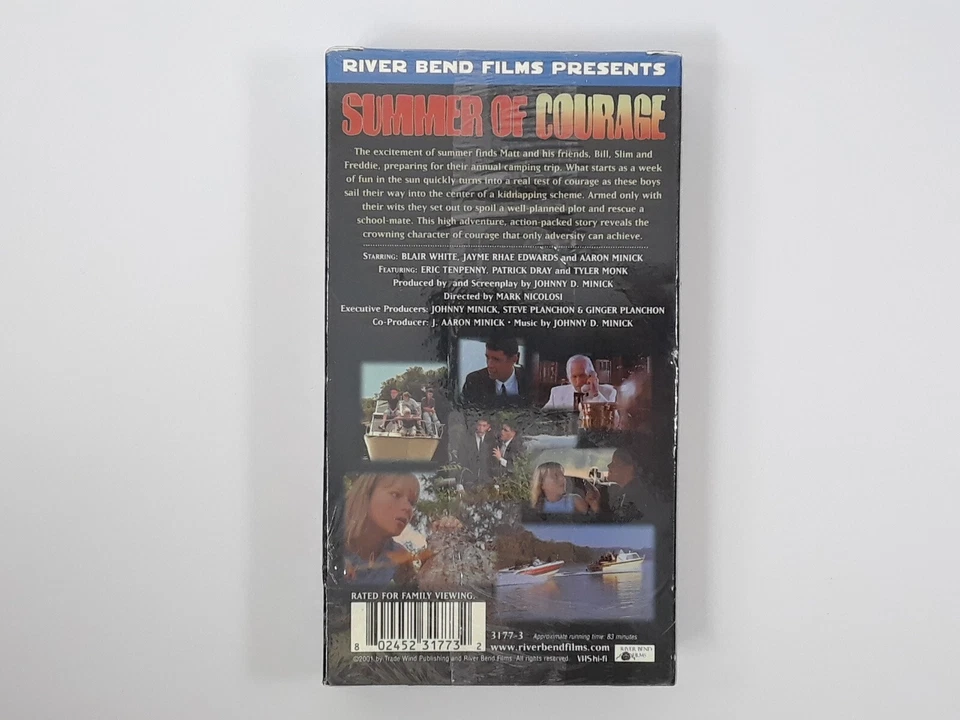 RIVER BEND FILMS PRESENTS
SUMMER OF COURAGE
The excitement of summer finds Matt and his friends, Bill, Slim and
Freddie, preparing for their annual camping trip. What starts as a week
of fun in the sun quickly turns into a real test of courage as these boys
sail their way into the center of a kidnapping scheme. Armed only with
their wits they set out to spoil a well-planned plot and rescue a
school-mate. This high adventure, action-packed story reveals the
crowning character of courage that only adversity can achieve.
STARRING: BLAIR WHITE, JAYME RHAE EDWARDS and AARON MINICK
FEATURING: ERIC TENPENNY, PATRICK DRAY and TYLER MONK
Produced by and Screenplay by JOHNNY D. MINICK
Directed by MARK NICOLOSI
Executive Producers: JOHNNY MINICK, STEVE PLANCHON & GINGER PLANCHON
Co-Producer: J. AARON MINICK • Music by JOHNNY D. MINICK
RATED FOR FAMILY VIEWING.
8 02452 31773 2
3177-3 Approximate running time: 83 minutes
www.riverbendfilms.com
©2001 by Trade Wind Publishing and River Bend Films. All rights reserved. VHS hi-fi
RIVER BEND
FILMS